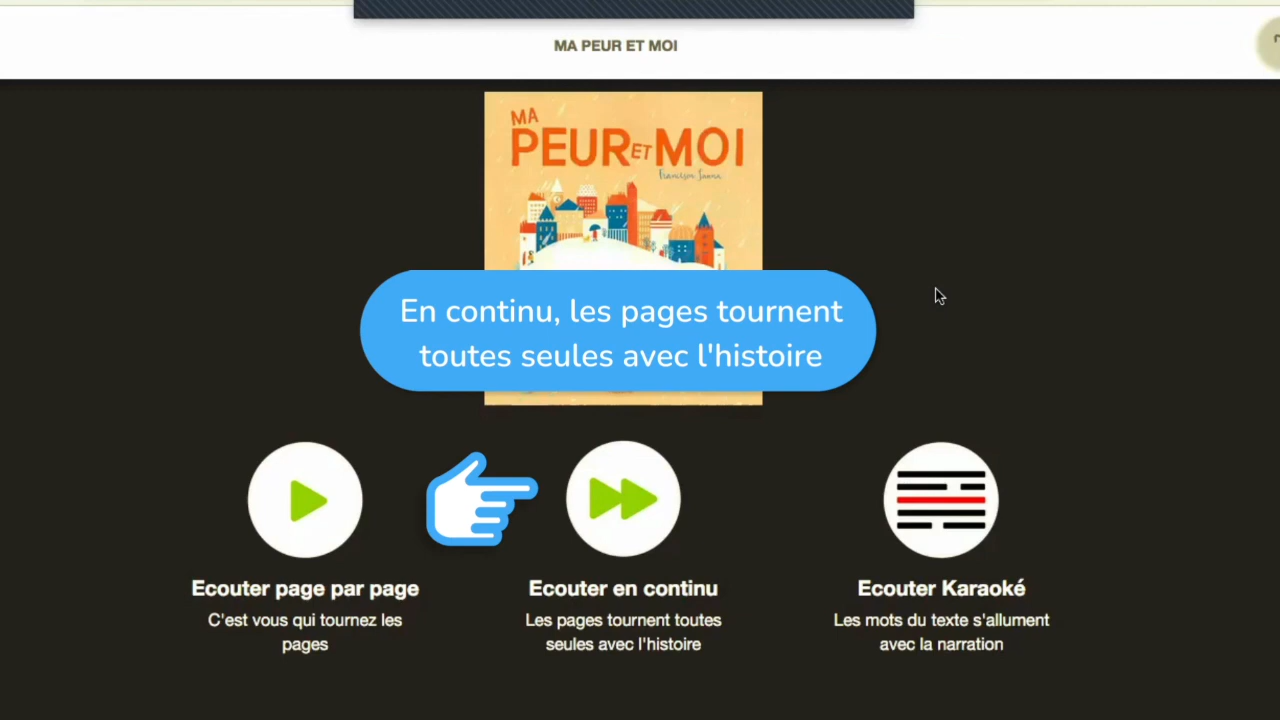 MA PEUR ET MOI
MA
PEUR ET MOI
En continu, les pages tournent
toutes seules avec l'histoire
Ecouter page par page
C'est vous qui tournez les
pages
Ecouter en continu
Les pages tournent toutes
seules avec l'histoire
Ecouter Karaoké
Les mots du texte s'allument
avec la narration